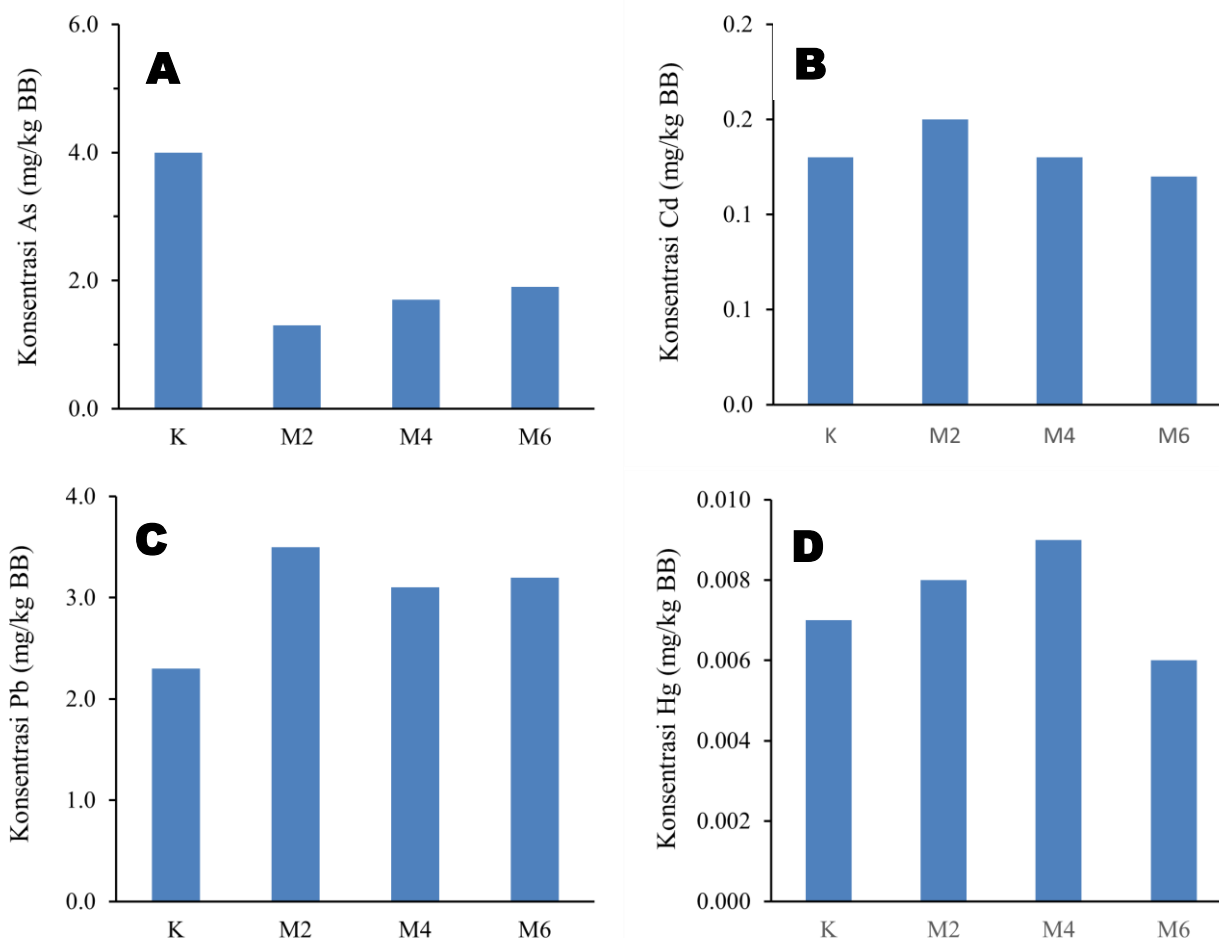 A
Konsentrasi As (mg/kg BB)
6.0
4.0
2.0
0.0
K M2 M4 M6
B
Konsentrasi Cd (mg/kg BB)
0.2
0.2
0.1
0.1
0.0
K M2 M4 M6
C
Konsentrasi Pb (mg/kg BB)
4.0
3.0
2.0
1.0
0.0
K M2 M4 M6
D
Konsentrasi Hg (mg/kg BB)
0.010
0.008
0.006
0.004
0.002
0.000
K M2 M4 M6